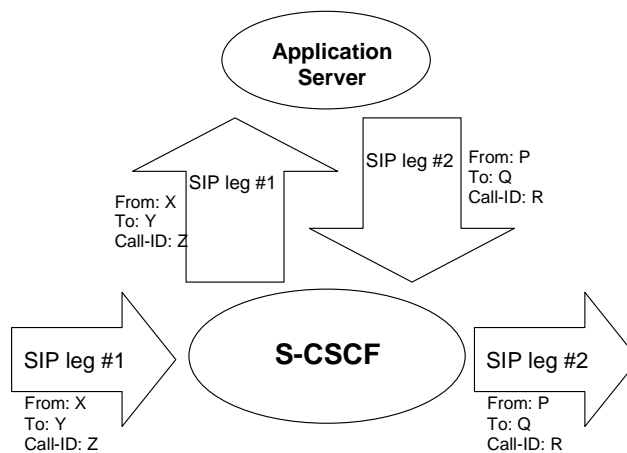 Application
Server
SIP leg #1
From: X
To: Y
Call-ID: Z
SIP leg #2
From: P
To: Q
Call-ID: R
SIP leg #1
From: X
To: Y
Call-ID: Z
S-CSCF
SIP leg #2
From: P
To: Q
Call-ID: R